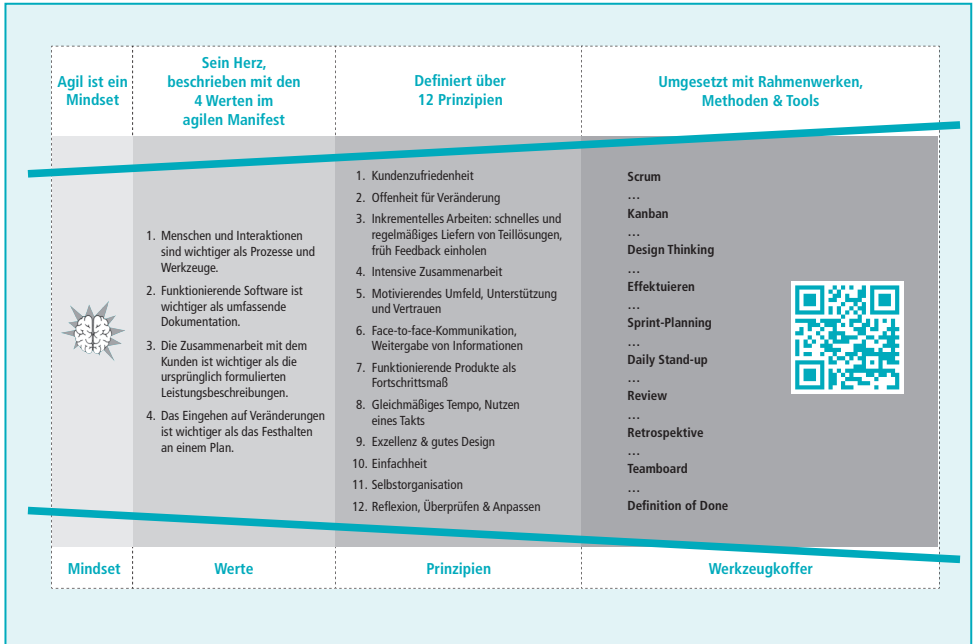 Agil ist ein
Mindset
Sein Herz,
beschrieben mit den
4 Werten im
agilen Manifest
Definiert über
12 Prinzipien
Umgesetzt mit Rahmenwerken,
Methoden & Tools
1. Menschen und Interaktionen
sind wichtiger als Prozesse und
Werkzeuge.
2. Funktionierende Software ist
wichtiger als umfassende
Dokumentation.
3. Die Zusammenarbeit mit dem
Kunden ist wichtiger als die
ursprünglich formulierten
Leistungsbeschreibungen.
4. Das Eingehen auf Veränderungen
ist wichtiger als das Festhalten
an einem Plan.
1. Kundenzufriedenheit
2. Offenheit für Veränderung
3. Inkrementelles Arbeiten: schnelles und
regelmäßiges Liefern von Teillösungen,
früh Feedback einholen
4. Intensive Zusammenarbeit
5. Motivierendes Umfeld, Unterstützung
und Vertrauen
6. Face-to-face-Kommunikation,
Weitergabe von Informationen
7. Funktionierende Produkte als
Fortschrittsmaß
8. Gleichmäßiges Tempo, Nutzen
eines Takts
9. Exzellenz & gutes Design
10. Einfachheit
11. Selbstorganisation
12. Reflexion, Überprüfen & Anpassen
Scrum
…
Kanban
…
Design Thinking
…
Effektuieren
…
Sprint-Planning
…
Daily Stand-up
…
Review
…
Retrospektive
…
Teamboard
…
Definition of Done
Mindset
Werte
Prinzipien
Werkzeugkoffer